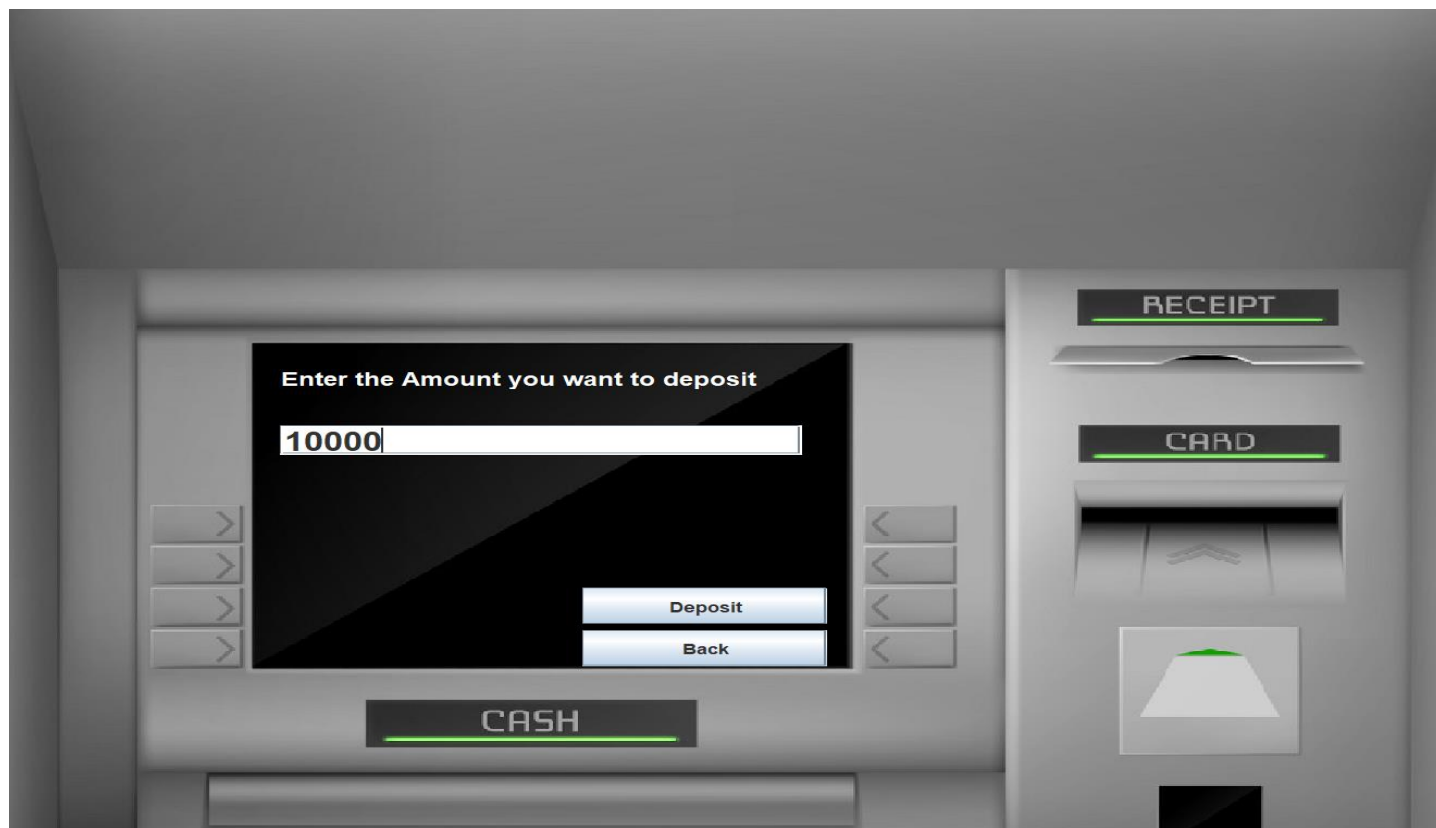 RECEIPT
Enter the Amount you want to deposit
10000
CARD
Deposit
Back
CASH